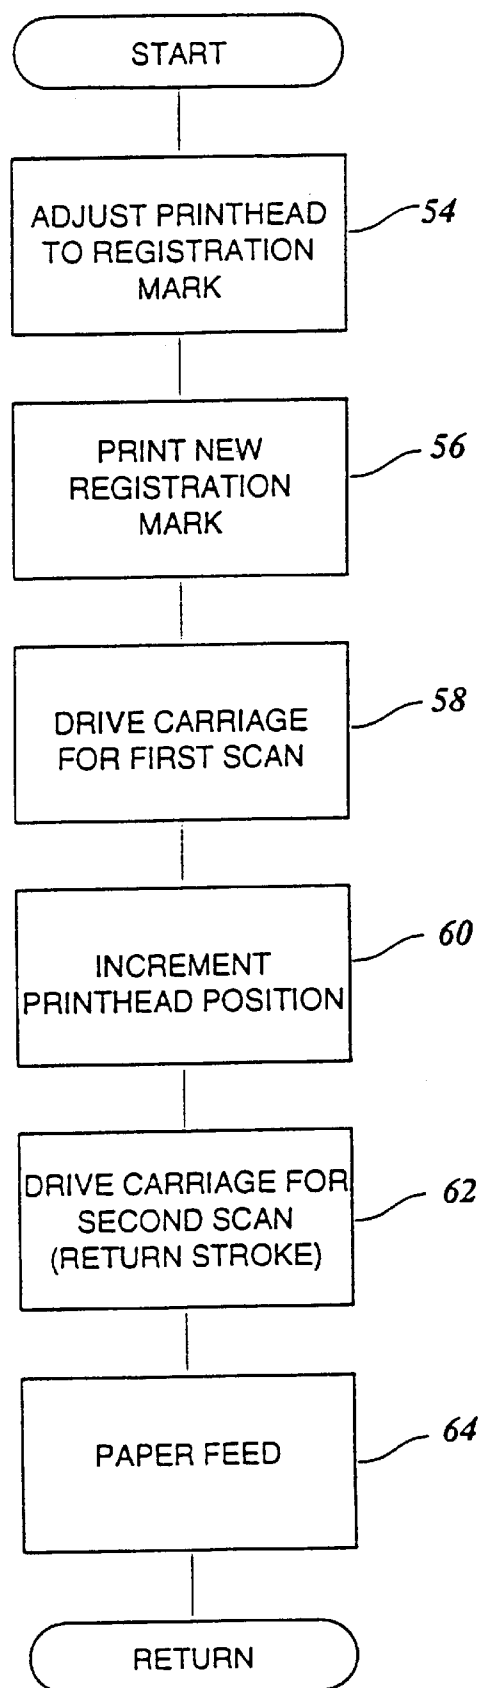 START
ADJUST PRINTHEAD
TO REGISTRATION
MARK
54
PRINT NEW
REGISTRATION
MARK
56
DRIVE CARRIAGE
FOR FIRST SCAN
58
INCREMENT
PRINTHEAD POSITION
60
DRIVE CARRIAGE FOR
SECOND SCAN
(RETURN STROKE)
62
PAPER FEED
64
RETURN